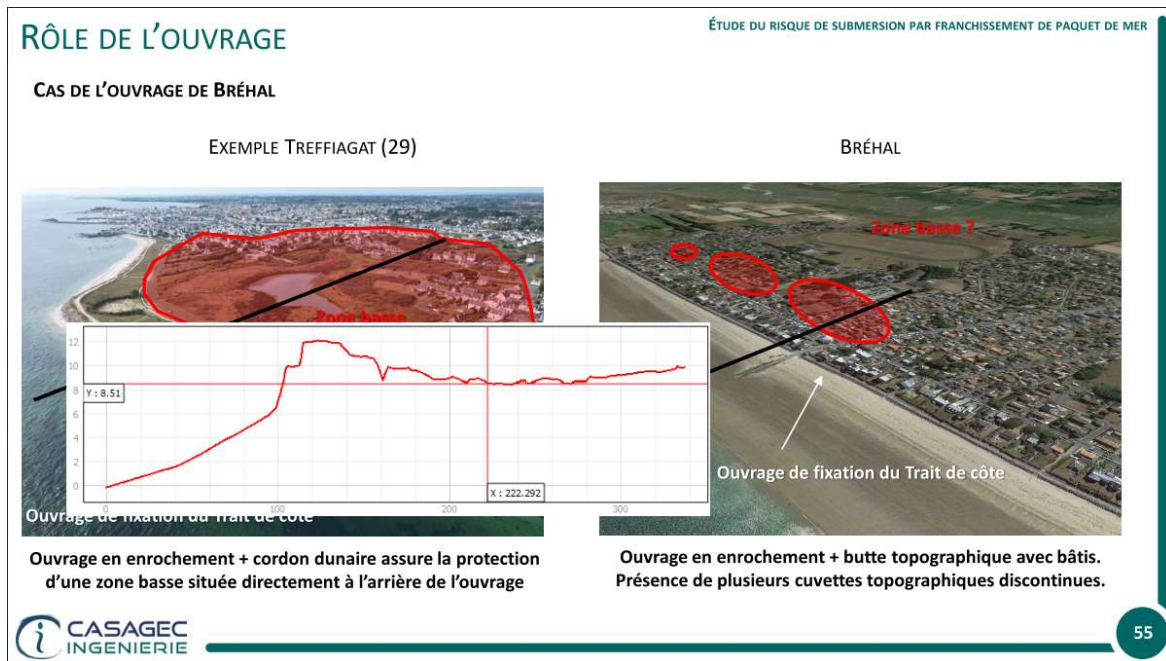 RÔLE DE L'OUVRAGE
ÉTUDE DU RISQUE DE SUBMERSION PAR FRANCHISSEMENT DE PAQUET DE MER
CAS DE L'OUVRAGE DE BRÉHAL
EXEMPLE TREFFIAGAT (29)
BRÉHAL
Zone basse
Zone basse ?
12
10
8
6
4
2
0
Y : 8.51
X : 222.292
0
100
200
300
Ouvrage de fixation du Trait de côte
Ouvrage de fixation du Trait de côte
Ouvrage en enrochement + cordon dunaire assure la protection
d'une zone basse située directement à l'arrière de l'ouvrage
Ouvrage en enrochement + butte topographique avec bâtis.
Présence de plusieurs cuvettes topographiques discontinues.
CASAGEC
INGENIERIE
55